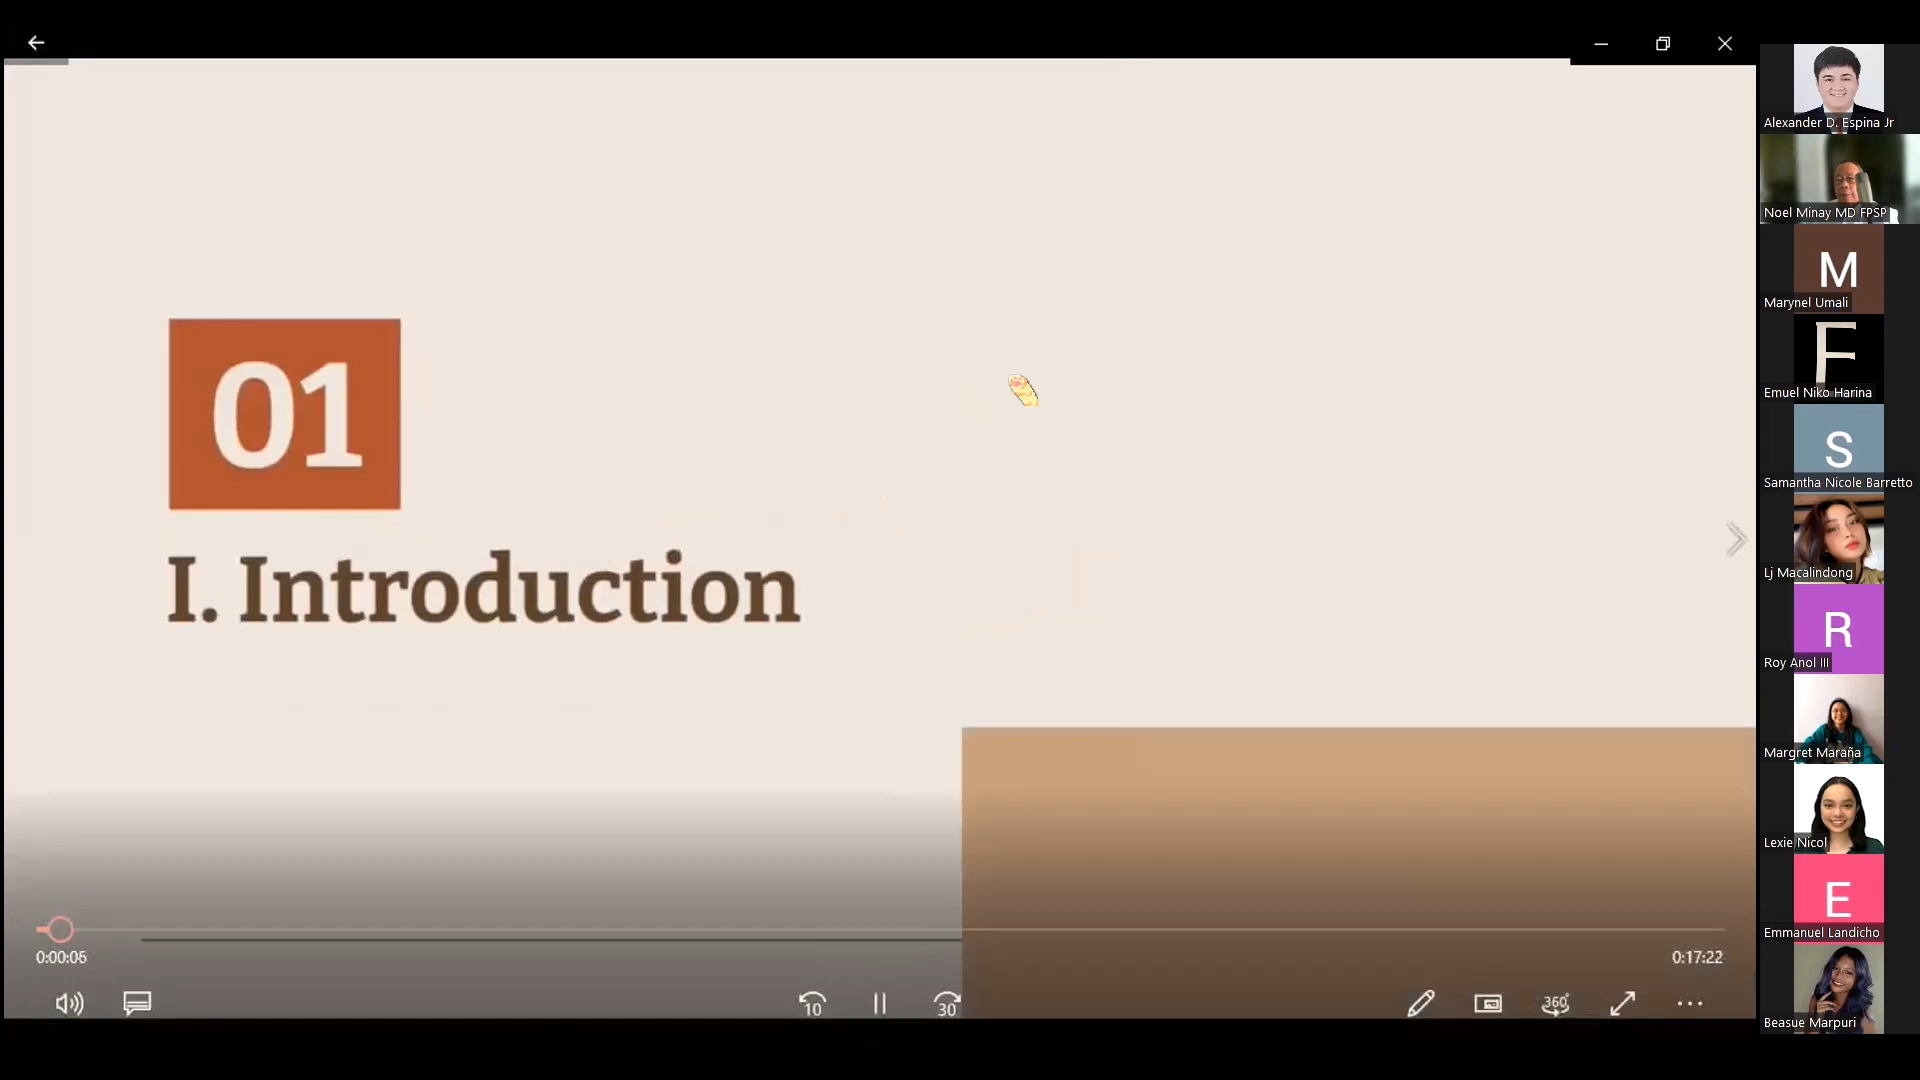 01
I. Introduction
0:00:05
0:17:22
10
30
360°
Alexander D. Espina Jr
Noel Minay MD FPSP
M
Marynel Umali
F
Emuel Niko Harina
S
Samantha Nicole Barretto
Lj Macalindong
R
Roy Anol III
Margret Maraña
Lexie Nicol
E
Emmanuel Landicho
Beasue Marpuri